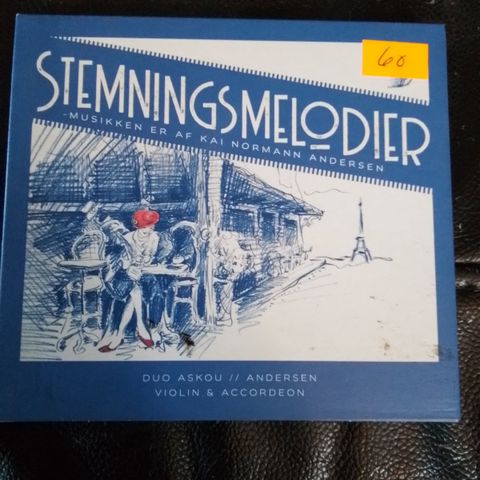 60
STEMNINGSMELODIER
-MUSIKKEN ER AF KAI NORMANN ANDERSEN
DUO ASKOU // ANDERSEN
VIOLIN & ACCORDEON